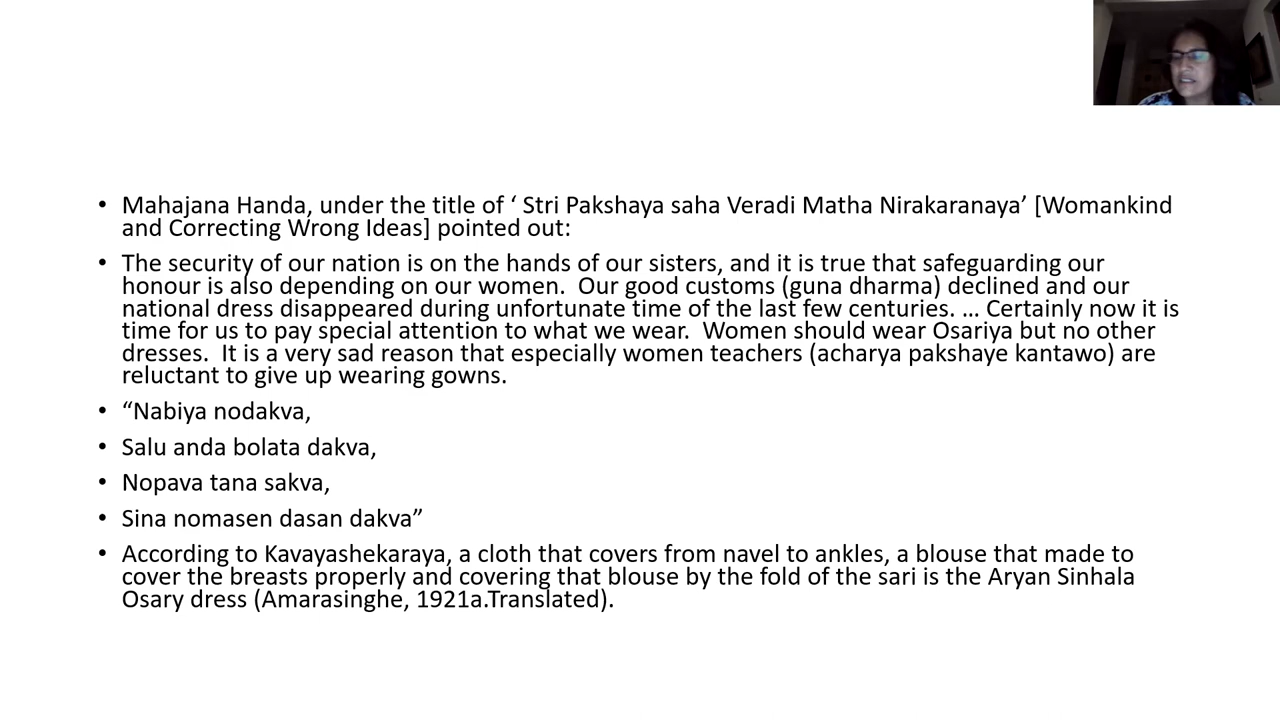 • Mahajana Handa, under the title of ‘ Stri Pakshaya saha Veradi Matha Nirakaranaya’ [Womankind
and Correcting Wrong Ideas] pointed out:
• The security of our nation is on the hands of our sisters, and it is true that safeguarding our
honour is also depending on our women.  Our good customs (guna dharma) declined and our
national dress disappeared during unfortunate time of the last few centuries. … Certainly now it is
time for us to pay special attention to what we wear.  Women should wear Osariya but no other
dresses.  It is a very sad reason that especially women teachers (acharya pakshaye kantawo) are
reluctant to give up wearing gowns.
• “Nabiya nodakva,
• Salu anda bolata dakva,
• Nopava tana sakva,
• Sina nomasen dasan dakva”
• According to Kavayashekaraya, a cloth that covers from navel to ankles, a blouse that made to
cover the breasts properly and covering that blouse by the fold of the sari is the Aryan Sinhala
Osary dress (Amarasinghe, 1921a.Translated).